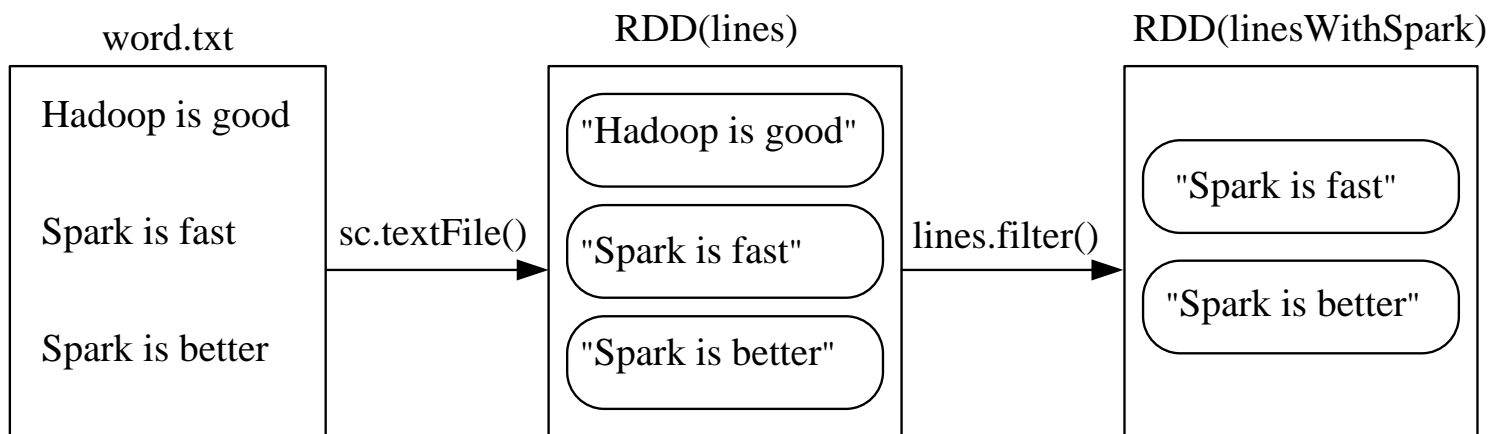 word.txt
Hadoop is good
Spark is fast
Spark is better
sc.textFile()
RDD(lines)
"Hadoop is good"
"Spark is fast"
"Spark is better"
lines.filter()
RDD(linesWithSpark)
"Spark is fast"
"Spark is better"